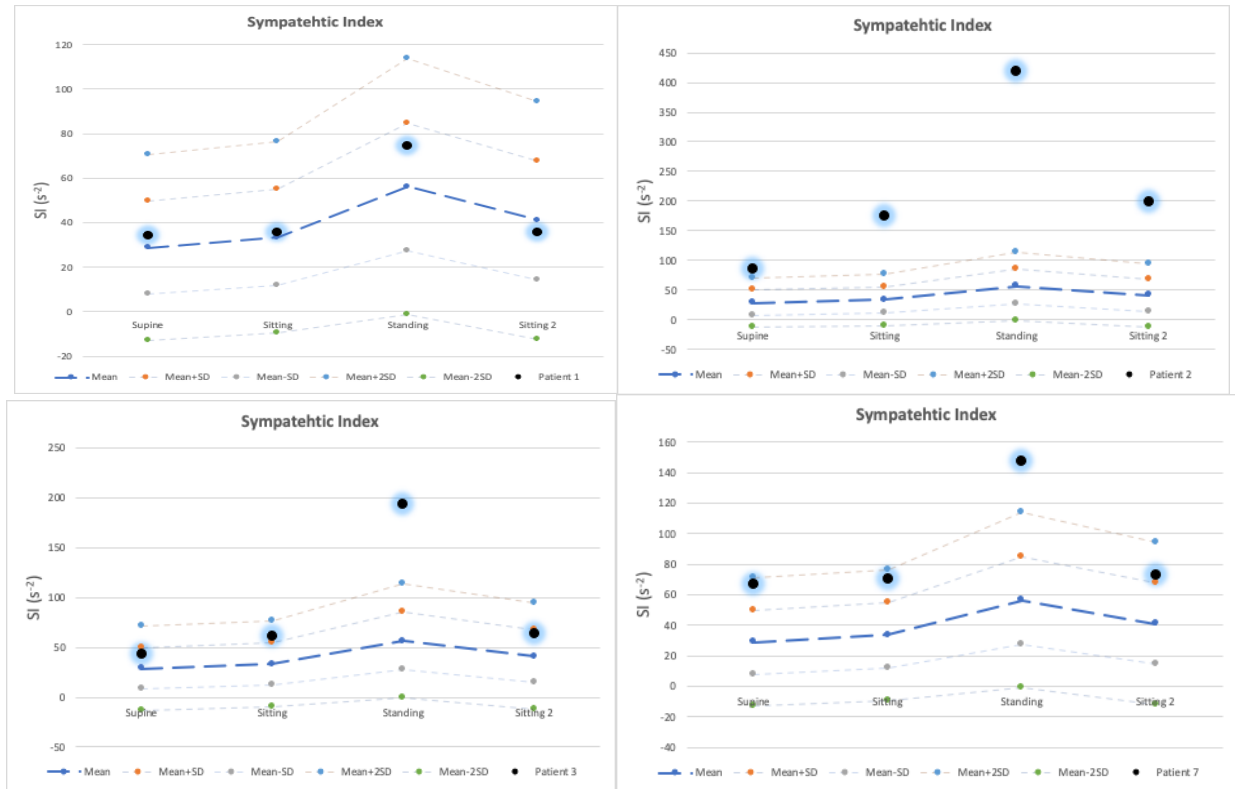 Sympatehtic Index
120
100
80
60
40
20
0
-20
SI (s⁻²)
Supine Sitting Standing Sitting 2
Mean Mean+SD Mean-SD Mean+2SD Mean-2SD Patient 1
Sympatehtic Index
450
400
350
300
250
200
150
100
50
0
-50
SI (s⁻²)
Supine Sitting Standing Sitting 2
Mean Mean+SD Mean-SD Mean+2SD Mean-2SD Patient 2
Sympatehtic Index
250
200
150
100
50
0
-50
SI (s⁻²)
Supine Sitting Standing Sitting 2
Mean Mean+SD Mean-SD Mean+2SD Mean-2SD Patient 3
Sympatehtic Index
160
140
120
100
80
60
40
20
0
-20
-40
SI (s⁻²)
Supine Sitting Standing Sitting 2
Mean Mean+SD Mean-SD Mean+2SD Mean-2SD Patient 7